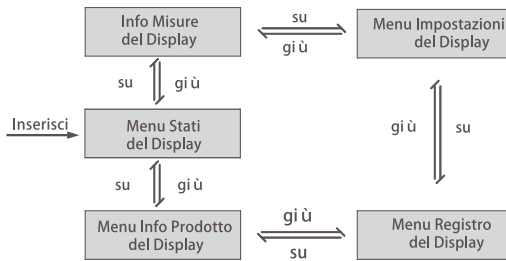 Info Misure
del Display
su
giù
Menu Impostazioni
del Display
su
giù
giù
su
Inserisci
Menu Stati
del Display
su
giù
Menu Info Prodotto
del Display
giù
su
Menu Registro
del Display